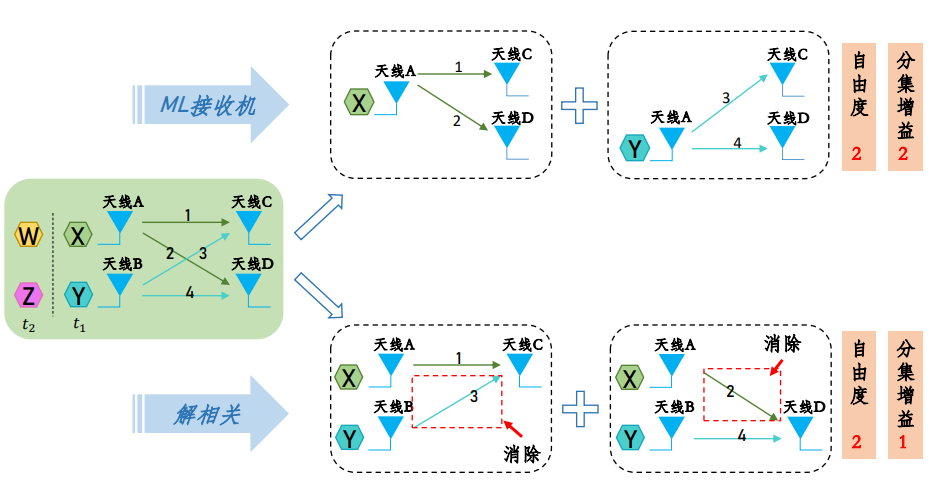 ML接收机
天线A
天线C
天线D
X
1
2
天线A
天线C
天线D
Y
3
4
自由度
2
分集增益
2
W
X
天线A
天线C
1
2
3
Z
Y
天线B
天线D
4
t₂
t₁
解相关
天线A
天线C
X
1
天线B
Y
3
消除
天线A
X
消除
2
天线B
天线D
Y
4
自由度
2
分集增益
1